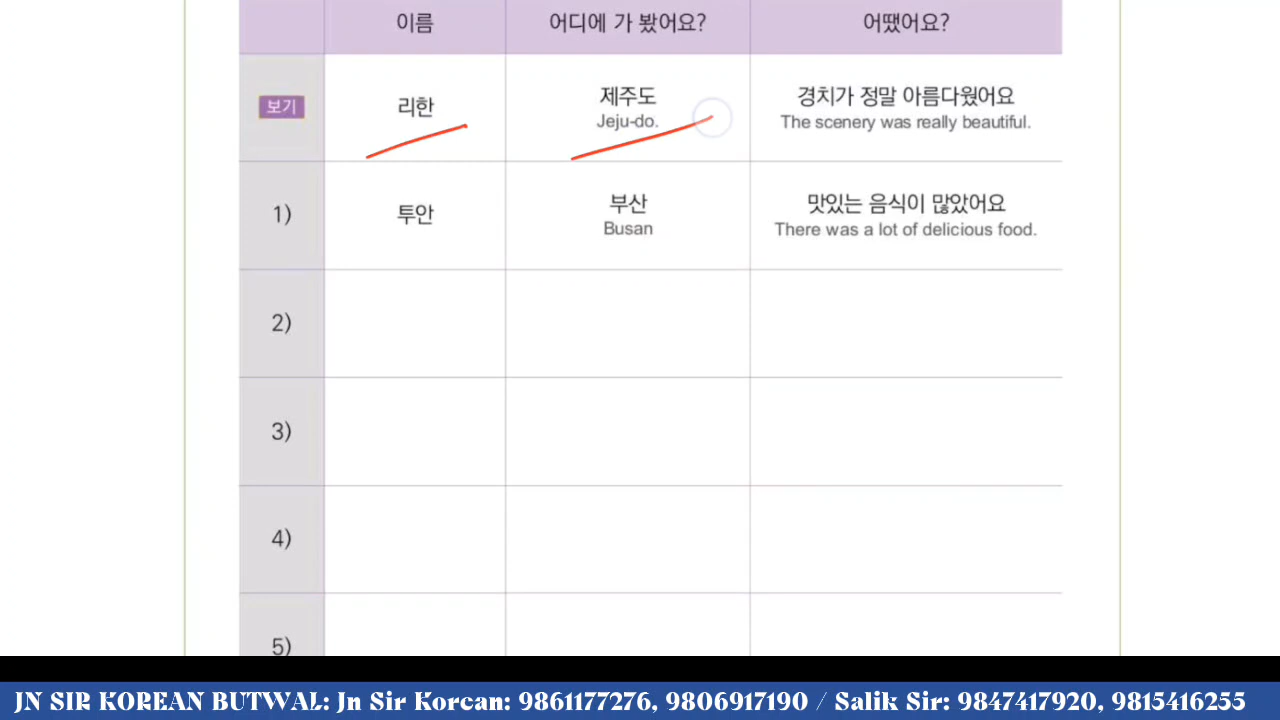 이름 어디에 가 봤어요? 어땠어요?
보기 리한 제주도 경치가 정말 아름다웠어요
Jeju-do. The scenery was really beautiful.
1) 투안 부산 맛있는 음식이 많았어요
Busan There was a lot of delicious food.
2)
3)
4)
5)
JN SIR KOREAN BUTWAL: Jn Sir Korean: 9861177276, 9806917190 / Salik Sir: 9847417920, 9815416255